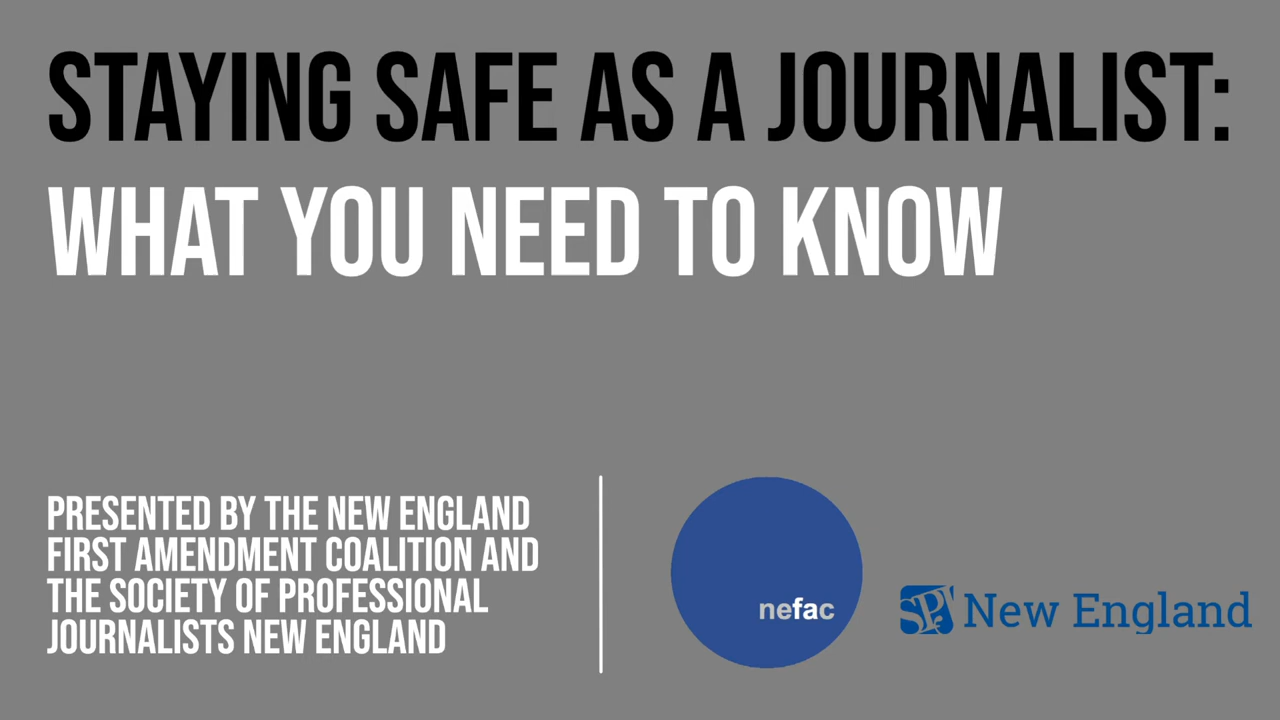 STAYING SAFE AS A JOURNALIST:
WHAT YOU NEED TO KNOW
PRESENTED BY THE NEW ENGLAND
FIRST AMENDMENT COALITION AND
THE SOCIETY OF PROFESSIONAL
JOURNALISTS NEW ENGLAND
nefac
SPJ New England